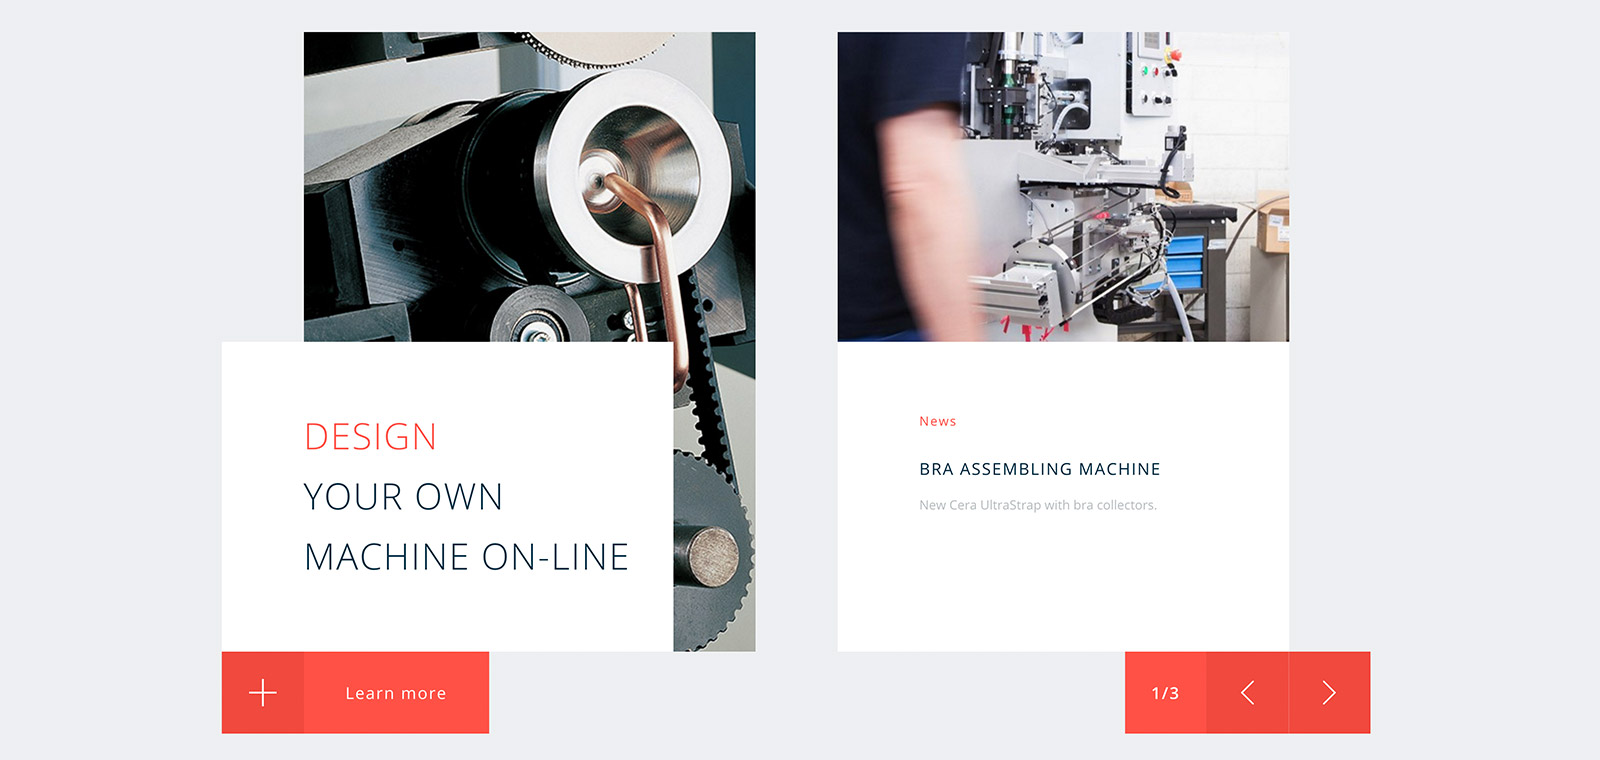 DESIGN
YOUR OWN
MACHINE ON-LINE
Learn more
News
BRA ASSEMBLING MACHINE
New Cera UltraStrap with bra collectors.
1/3